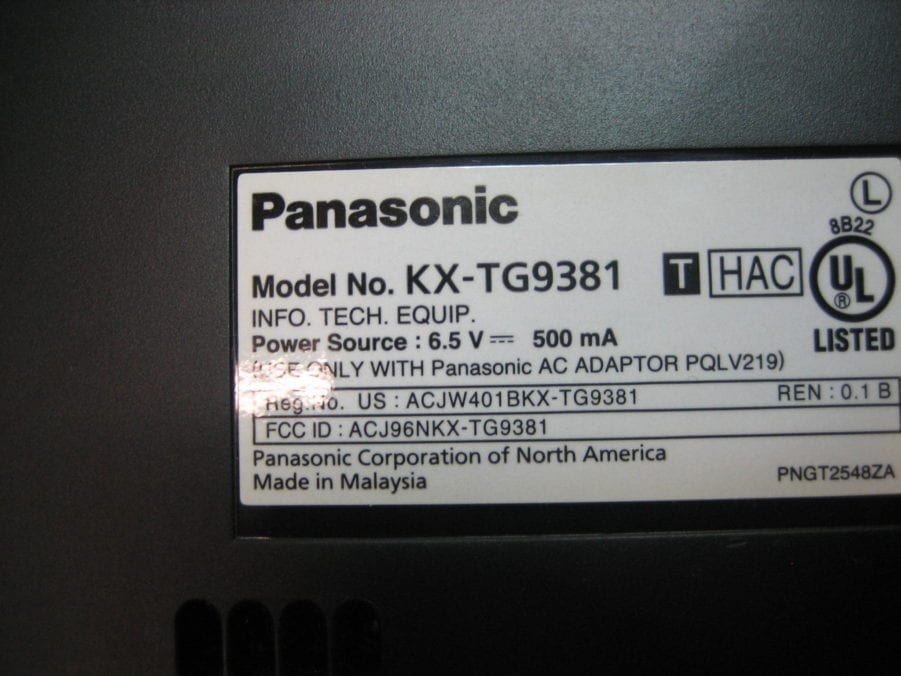 Panasonic
L
8B22
Model No. KX-TG9381
T HAC
UL
®
LISTED
INFO. TECH. EQUIP.
Power Source : 6.5 V ⎓ 500 mA
(USE ONLY WITH Panasonic AC ADAPTOR PQLV219)
Reg. No. US : ACJW401BKX-TG9381 REN : 0.1 B
FCC ID : ACJ96NKX-TG9381
Panasonic Corporation of North America
Made in Malaysia
PNGT2548ZA